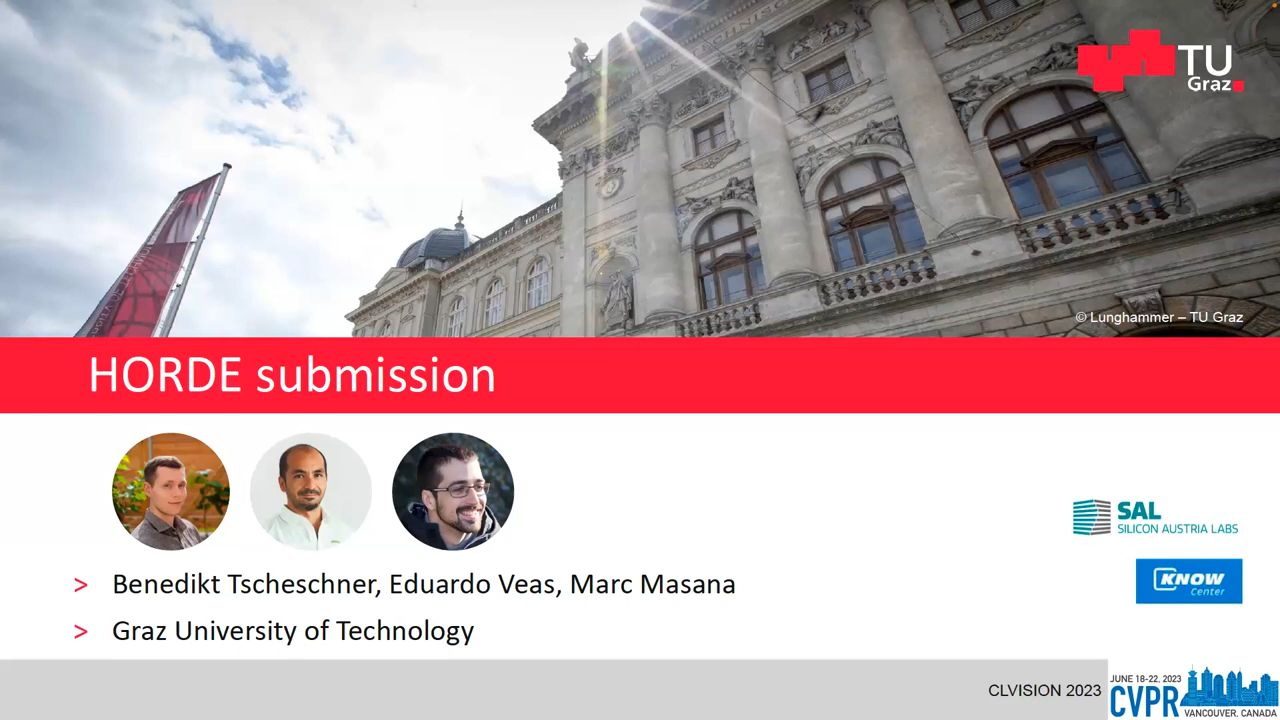 TU
Graz
© Lunghammer – TU Graz
HORDE submission
SAL
SILICON AUSTRIA LABS
KNOW
Center
> Benedikt Tscheschner, Eduardo Veas, Marc Masana
> Graz University of Technology
CLVISION 2023
JUNE 18-22, 2023
CVPR
VANCOUVER, CANADA